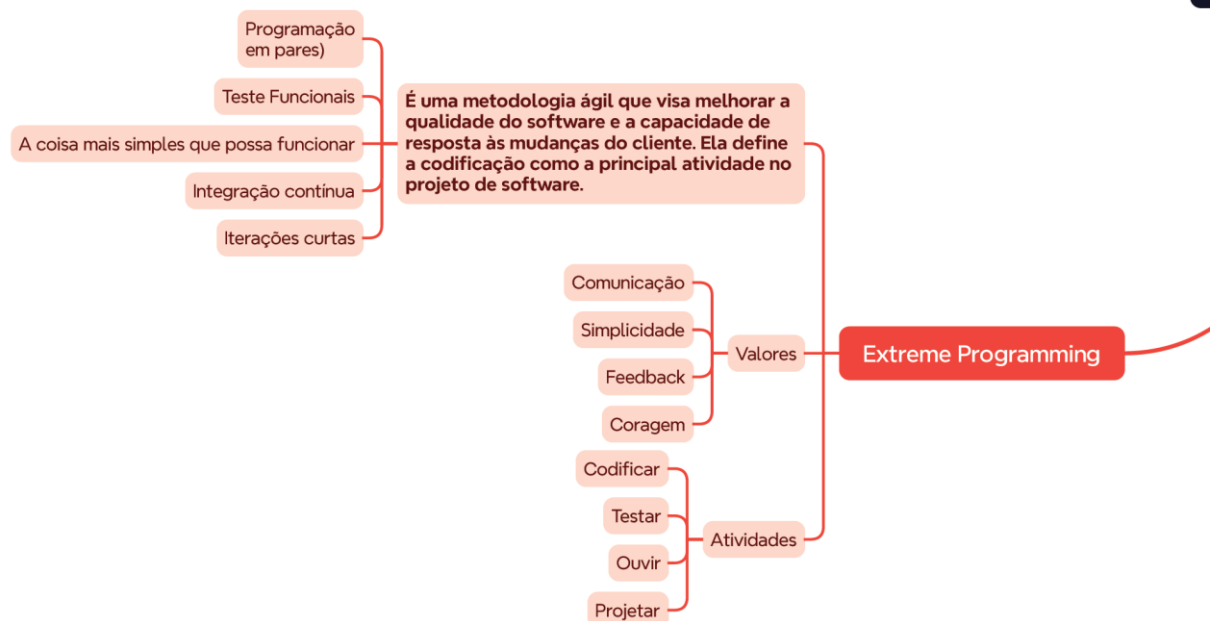 Programação
em pares)
Teste Funcionais
A coisa mais simples que possa funcionar
Integração contínua
Iterações curtas
É uma metodologia ágil que visa melhorar a
qualidade do software e a capacidade de
resposta às mudanças do cliente. Ela define
a codificação como a principal atividade no
projeto de software.
Comunicação
Simplicidade
Feedback
Coragem
Valores
Extreme Programming
Codificar
Testar
Ouvir
Projetar
Atividades